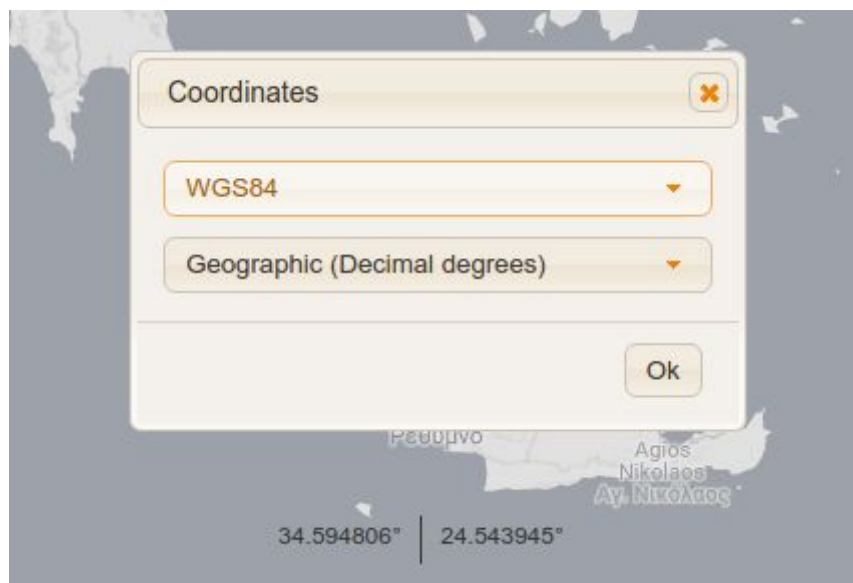 Coordinates
WGS84
Geographic (Decimal degrees)
Ok
Ρέθυμνο
Agios
Nikolaos
Αγ. Νικόλαος
34.594806° 24.543945°